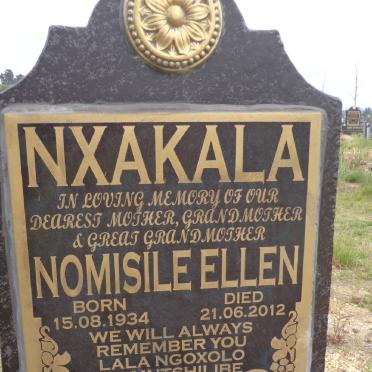 NXAKALA
IN LOVING MEMORY OF OUR
DEAREST MOTHER, GRANDMOTHER
& GREAT GRANDMOTHER
NOMISILE ELLEN
BORN DIED
15.08.1934 21.06.2012
WE WILL ALWAYS
REMEMBER YOU
LALA NGOXOLO